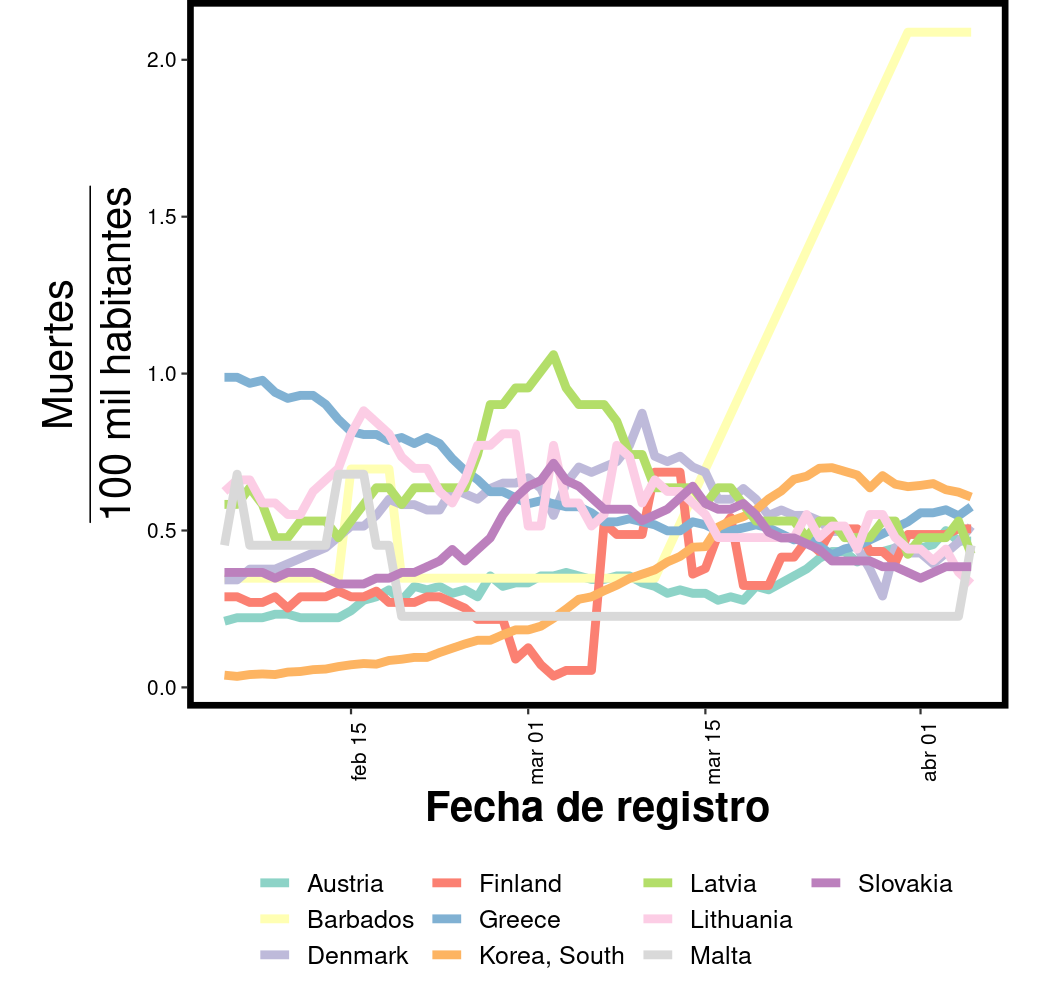 Muertes
100 mil habitantes
2.0
1.5
1.0
0.5
0.0
feb 15
mar 01
mar 15
abr 01
Fecha de registro
Austria Finland Latvia Slovakia
Barbados Greece Lithuania
Denmark Korea, South Malta